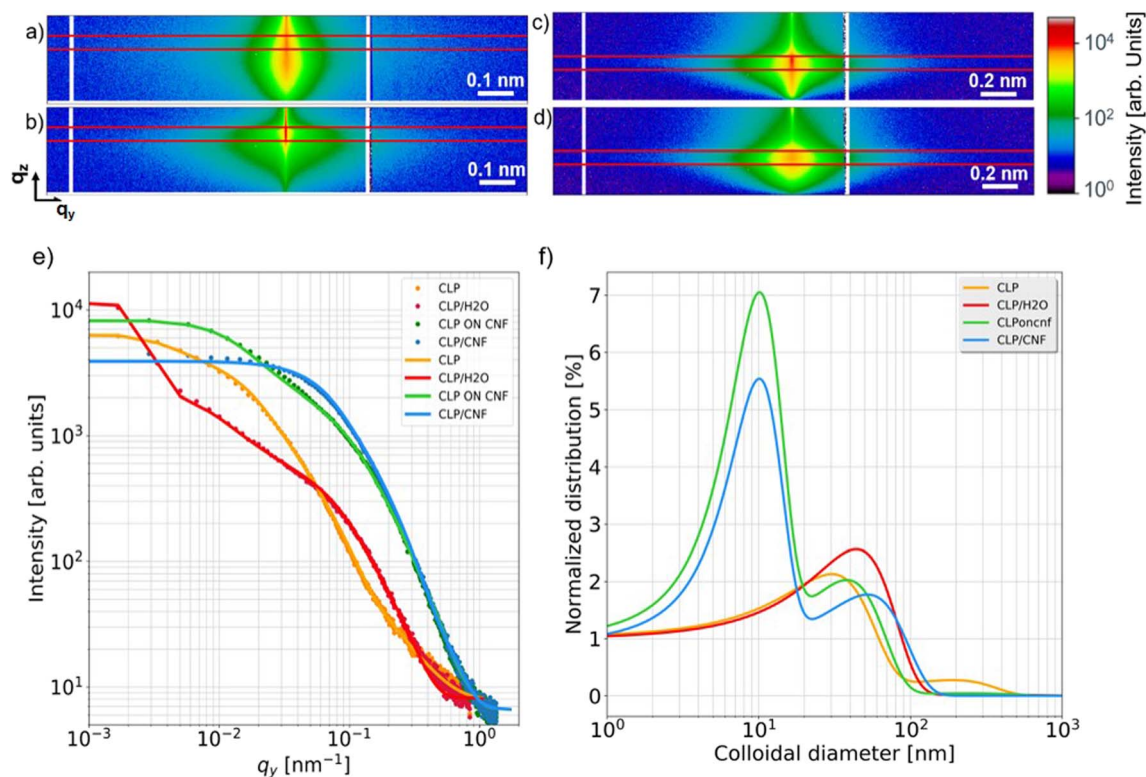 a)
0.1 nm
b)
0.1 nm
qz
qy
c)
0.2 nm
d)
0.2 nm
10^4
10^2
10^0
Intensity [arb. Units]
e)
CLP
CLP/H2O
CLP ON CNF
CLP/CNF
CLP
CLP/H2O
CLP ON CNF
CLP/CNF
10^4
10^3
10^2
10^1
Intensity [arb. units]
10^-3
10^-2
10^-1
10^0
q_y [nm^-1]
f)
CLP
CLP/H2O
CLPoncnf
CLP/CNF
7
6
5
4
3
2
1
0
Normalized distribution [%]
10^0
10^1
10^2
10^3
Colloidal diameter [nm]